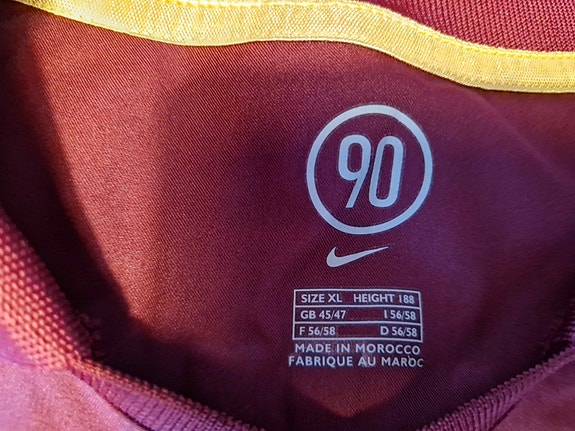 90
SIZE XL HEIGHT 188
GB 45/47 I 56/58
F 56/58 D 56/58
MADE IN MOROCCO
FABRIQUE AU MAROC